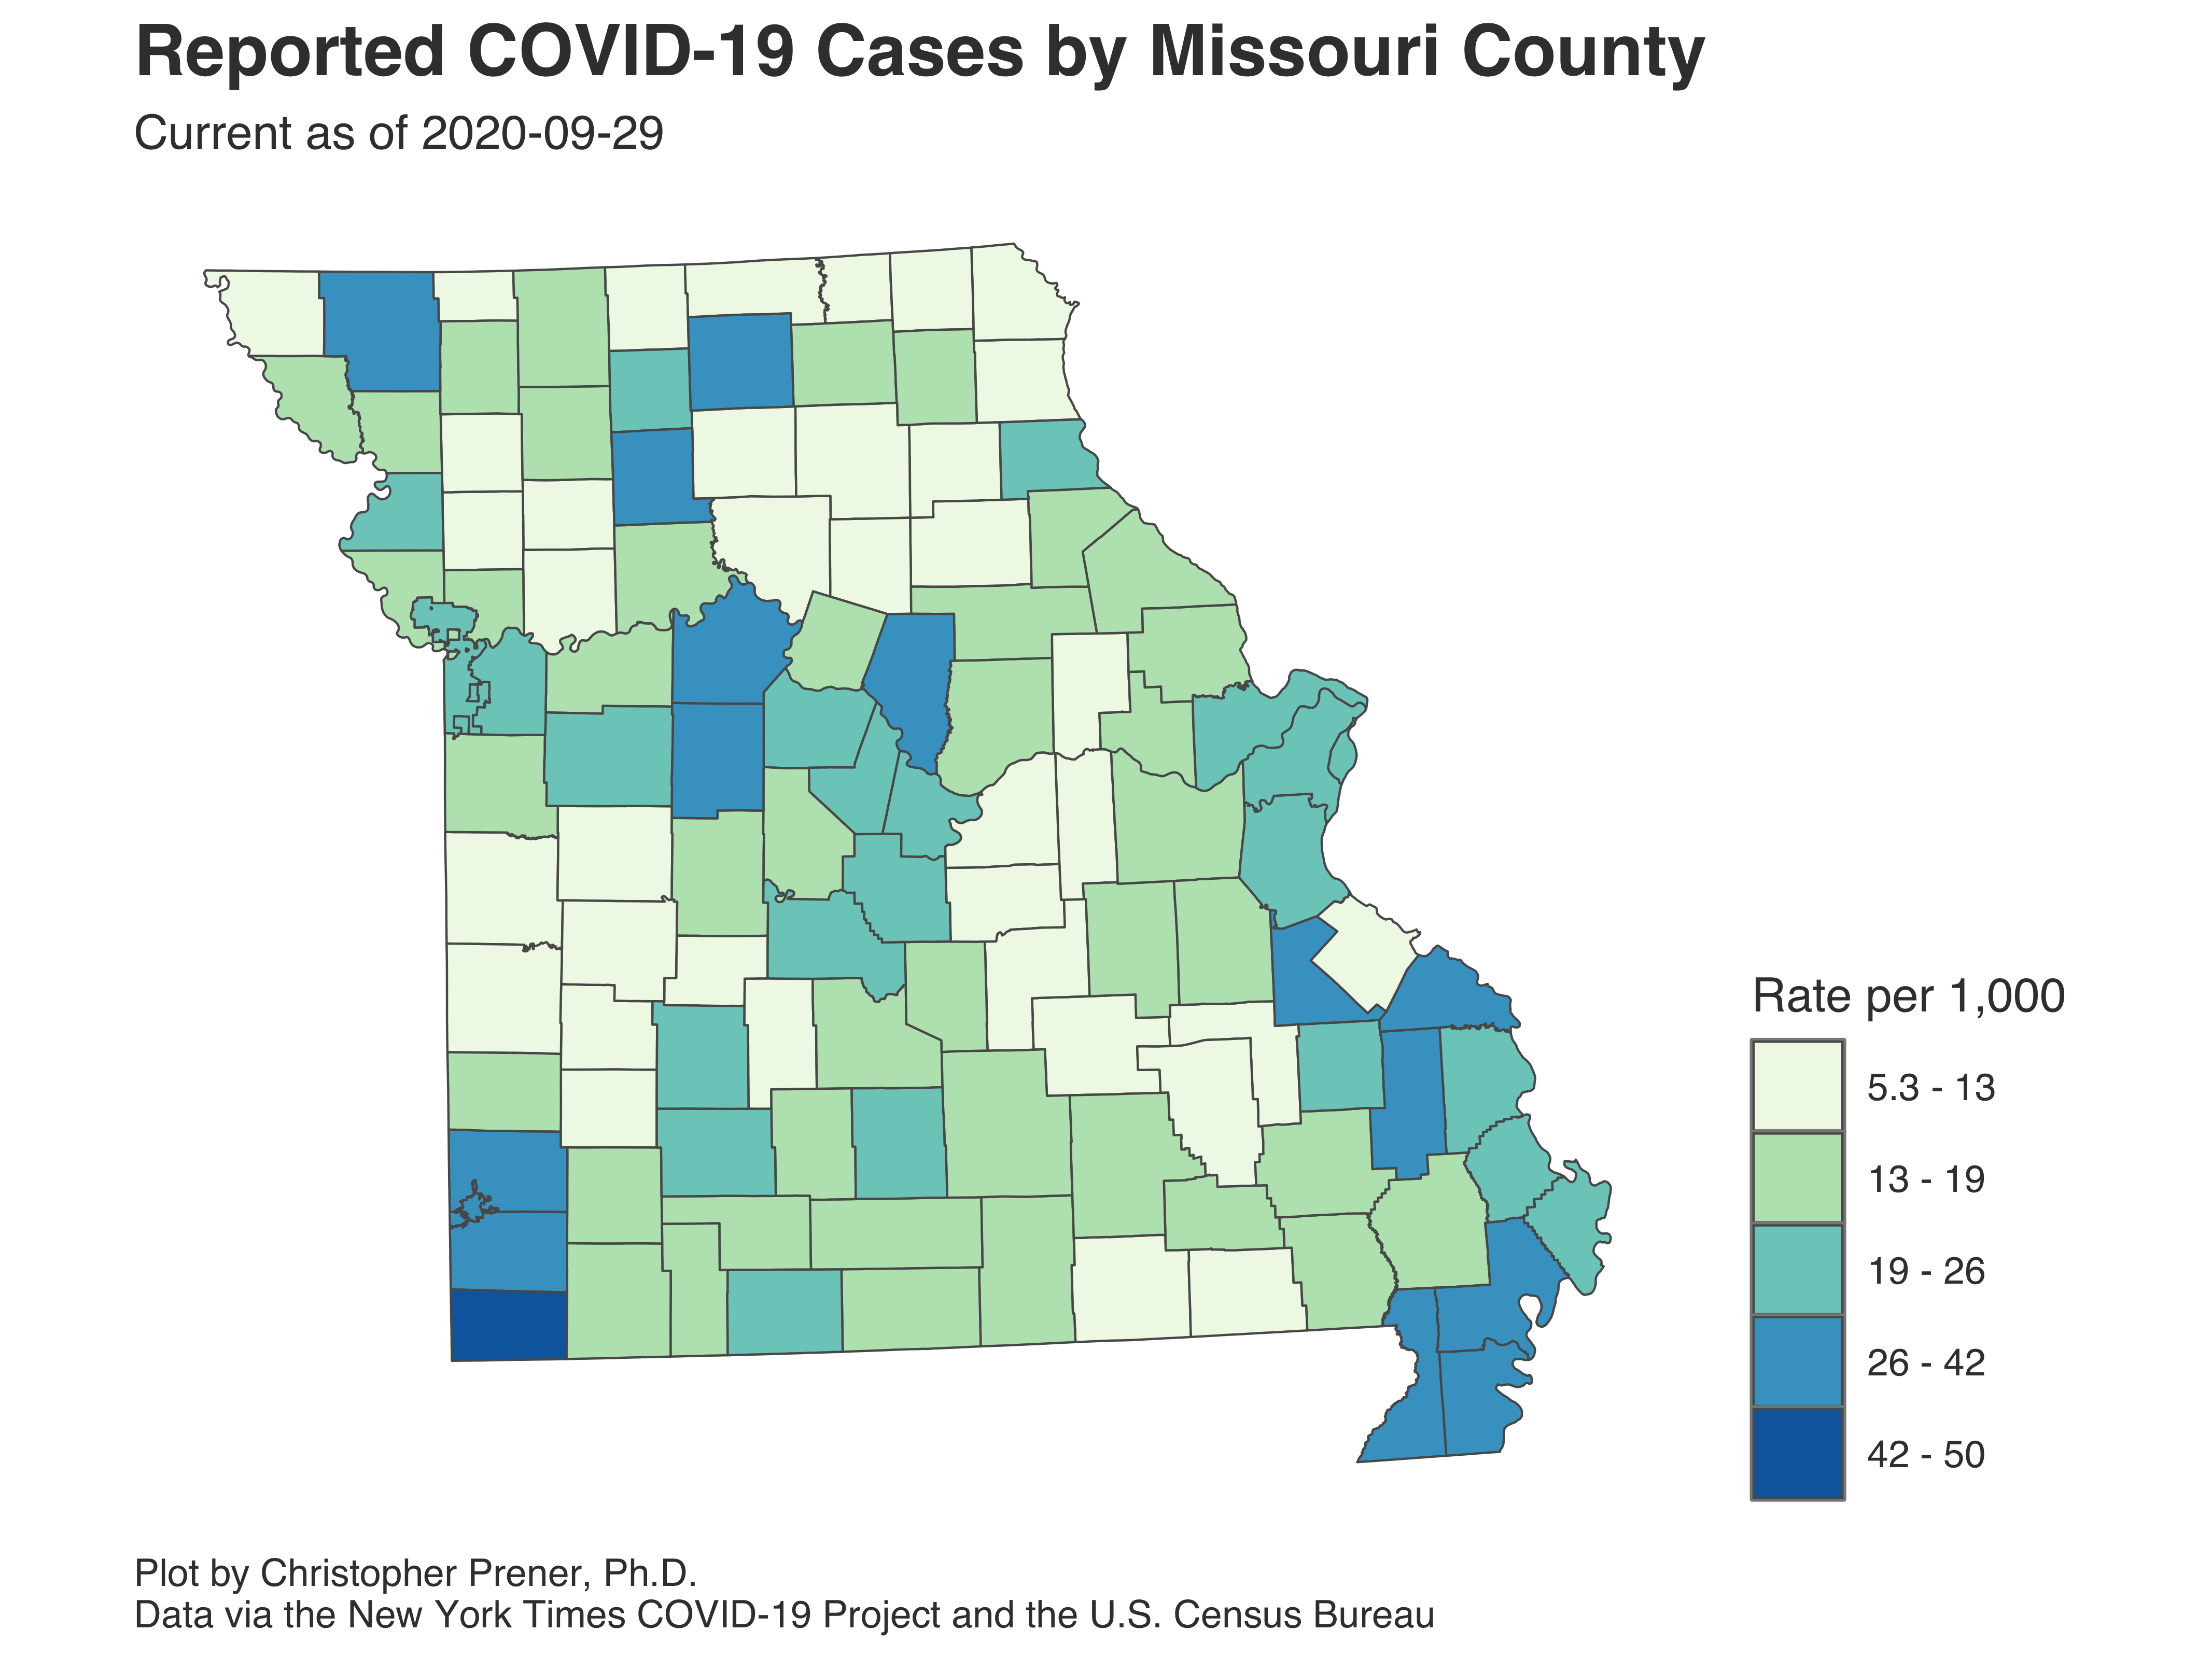 Reported COVID-19 Cases by Missouri County
Current as of 2020-09-29
Rate per 1,000
5.3 - 13
13 - 19
19 - 26
26 - 42
42 - 50
Plot by Christopher Prener, Ph.D.
Data via the New York Times COVID-19 Project and the U.S. Census Bureau